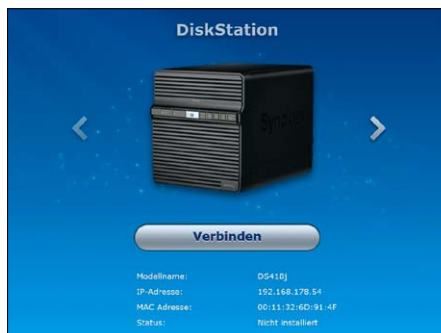 DiskStation
Synology
Verbinden
Modellname: DS410j
IP-Adresse: 192.168.178.54
MAC Adresse: 00:11:32:6D:91:4F
Status: Nicht installiert